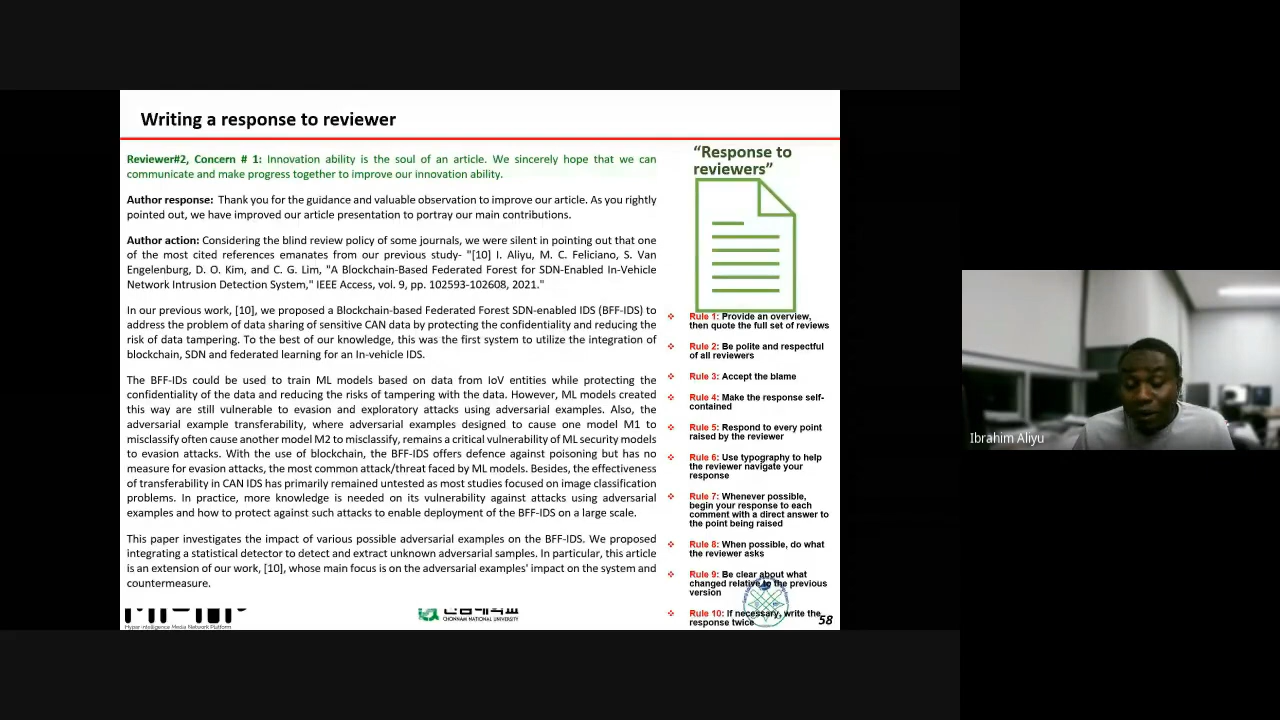 Writing a response to reviewer
Reviewer#2, Concern # 1: Innovation ability is the soul of an article. We sincerely hope that we can
communicate and make progress together to improve our innovation ability.
Author response: Thank you for the guidance and valuable observation to improve our article. As you rightly
pointed out, we have improved our article presentation to portray our main contributions.
Author action: Considering the blind review policy of some journals, we were silent in pointing out that one
of the most cited references emanates from our previous study- "[10] I. Aliyu, M. C. Feliciano, S. Van
Engelenburg, D. O. Kim, and C. G. Lim, "A Blockchain-Based Federated Forest for SDN-Enabled In-Vehicle
Network Intrusion Detection System," IEEE Access, vol. 9, pp. 102593-102608, 2021."
In our previous work, [10], we proposed a Blockchain-based Federated Forest SDN-enabled IDS (BFF-IDS) to
address the problem of data sharing of sensitive CAN data by protecting the confidentiality and reducing the
risk of data tampering. To the best of our knowledge, this was the first system to utilize the integration of
blockchain, SDN and federated learning for an In-vehicle IDS.
The BFF-IDs could be used to train ML models based on data from IoV entities while protecting the
confidentiality of the data and reducing the risks of tampering with the data. However, ML models created
this way are still vulnerable to evasion and exploratory attacks using adversarial examples. Also, the
adversarial example transferability, where adversarial examples designed to cause one model M1 to
misclassify often cause another model M2 to misclassify, remains a critical vulnerability of ML security models
to evasion attacks. With the use of blockchain, the BFF-IDS offers defence against poisoning but has no
measure for evasion attacks, the most common attack/threat faced by ML models. Besides, the effectiveness
of transferability in CAN IDS has primarily remained untested as most studies focused on image classification
problems. In practice, more knowledge is needed on its vulnerability against attacks using adversarial
examples and how to protect against such attacks to enable deployment of the BFF-IDS on a large scale.
This paper investigates the impact of various possible adversarial examples on the BFF-IDS. We proposed
integrating a statistical detector to detect and extract unknown adversarial samples. In particular, this article
is an extension of our work, [10], whose main focus is on the adversarial examples' impact on the system and
countermeasure.
"Response to
reviewers"
Rule 1: Provide an overview,
then quote the full set of reviews
Rule 2: Be polite and respectful
of all reviewers
Rule 3: Accept the blame
Rule 4: Make the response self-
contained
Rule 5: Respond to every point
raised by the reviewer
Rule 6: Use typography to help
the reviewer navigate your
response
Rule 7: Whenever possible,
begin your response to each
comment with a direct answer to
the point being raised
Rule 8: When possible, do what
the reviewer asks
Rule 9: Be clear about what
changed relative to the previous
version
Rule 10: If necessary, write the
response twice
Hyper Intelligence Media Network Platform
CHONNAM NATIONAL UNIVERSITY
58
Ibrahim Aliyu